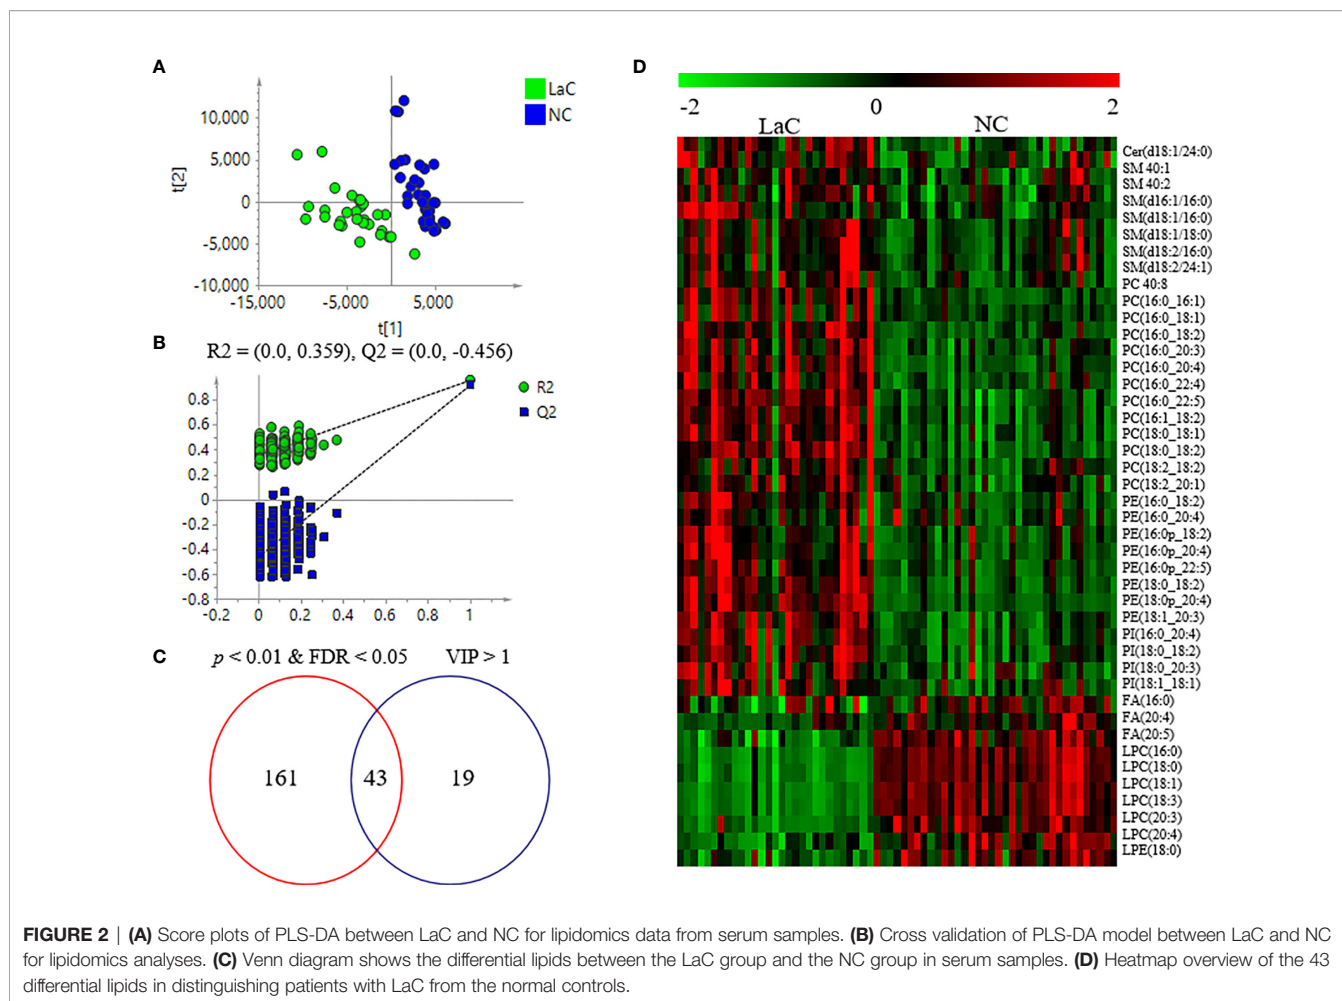 A
LaC
NC
10,000
5,000
0
-5,000
-10,000
t[2]
-15,000
-5,000
5,000
t[1]
B
R2 = (0.0, 0.359), Q2 = (0.0, -0.456)
R2
Q2
0.8
0.6
0.4
0.2
0
-0.2
-0.4
-0.6
-0.8
-0.2
0
0.2
0.4
0.6
0.8
1
C
p < 0.01 & FDR < 0.05
VIP > 1
161
43
19
D
-2
0
2
LaC
NC
Cer(d18:1/24:0)
SM 40:1
SM 40:2
SM(d16:1/16:0)
SM(d18:1/16:0)
SM(d18:1/18:0)
SM(d18:2/16:0)
SM(d18:2/24:1)
PC 40:8
PC(16:0_16:1)
PC(16:0_18:1)
PC(16:0_18:2)
PC(16:0_20:3)
PC(16:0_20:4)
PC(16:0_22:4)
PC(16:0_22:5)
PC(16:1_18:2)
PC(18:0_18:1)
PC(18:0_18:2)
PC(18:2_18:2)
PC(18:2_20:1)
PE(16:0_18:2)
PE(16:0_20:4)
PE(16:0p_18:2)
PE(16:0p_20:4)
PE(16:0p_22:5)
PE(18:0_18:2)
PE(18:0p_20:4)
PE(18:1_20:3)
PI(16:0_20:4)
PI(18:0_18:2)
PI(18:0_20:3)
PI(18:1_18:1)
FA(16:0)
FA(20:4)
FA(20:5)
LPC(16:0)
LPC(18:0)
LPC(18:1)
LPC(18:3)
LPC(20:3)
LPC(20:4)
LPE(18:0)
FIGURE 2 | (A) Score plots of PLS-DA between LaC and NC for lipidomics data from serum samples. (B) Cross validation of PLS-DA model between LaC and NC
for lipidomics analyses. (C) Venn diagram shows the differential lipids between the LaC group and the NC group in serum samples. (D) Heatmap overview of the 43
differential lipids in distinguishing patients with LaC from the normal controls.